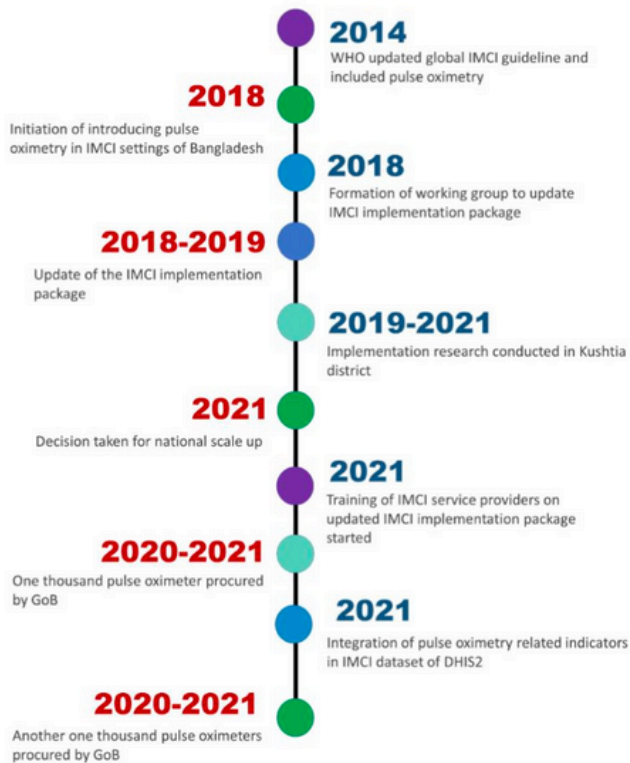 2014
WHO updated global IMCI guideline and
included pulse oximetry
2018
Initiation of introducing pulse
oximetry in IMCI settings of Bangladesh
2018
Formation of working group to update
IMCI implementation package
2018-2019
Update of the IMCI implementation
package
2019-2021
Implementation research conducted in Kushtia
district
2021
Decision taken for national scale up
2021
Training of IMCI service providers on
updated IMCI implementation package
started
2020-2021
One thousand pulse oximeter procured
by GoB
2021
Integration of pulse oximetry related indicators
in IMCI dataset of DHIS2
2020-2021
Another one thousand pulse oximeters
procured by GoB